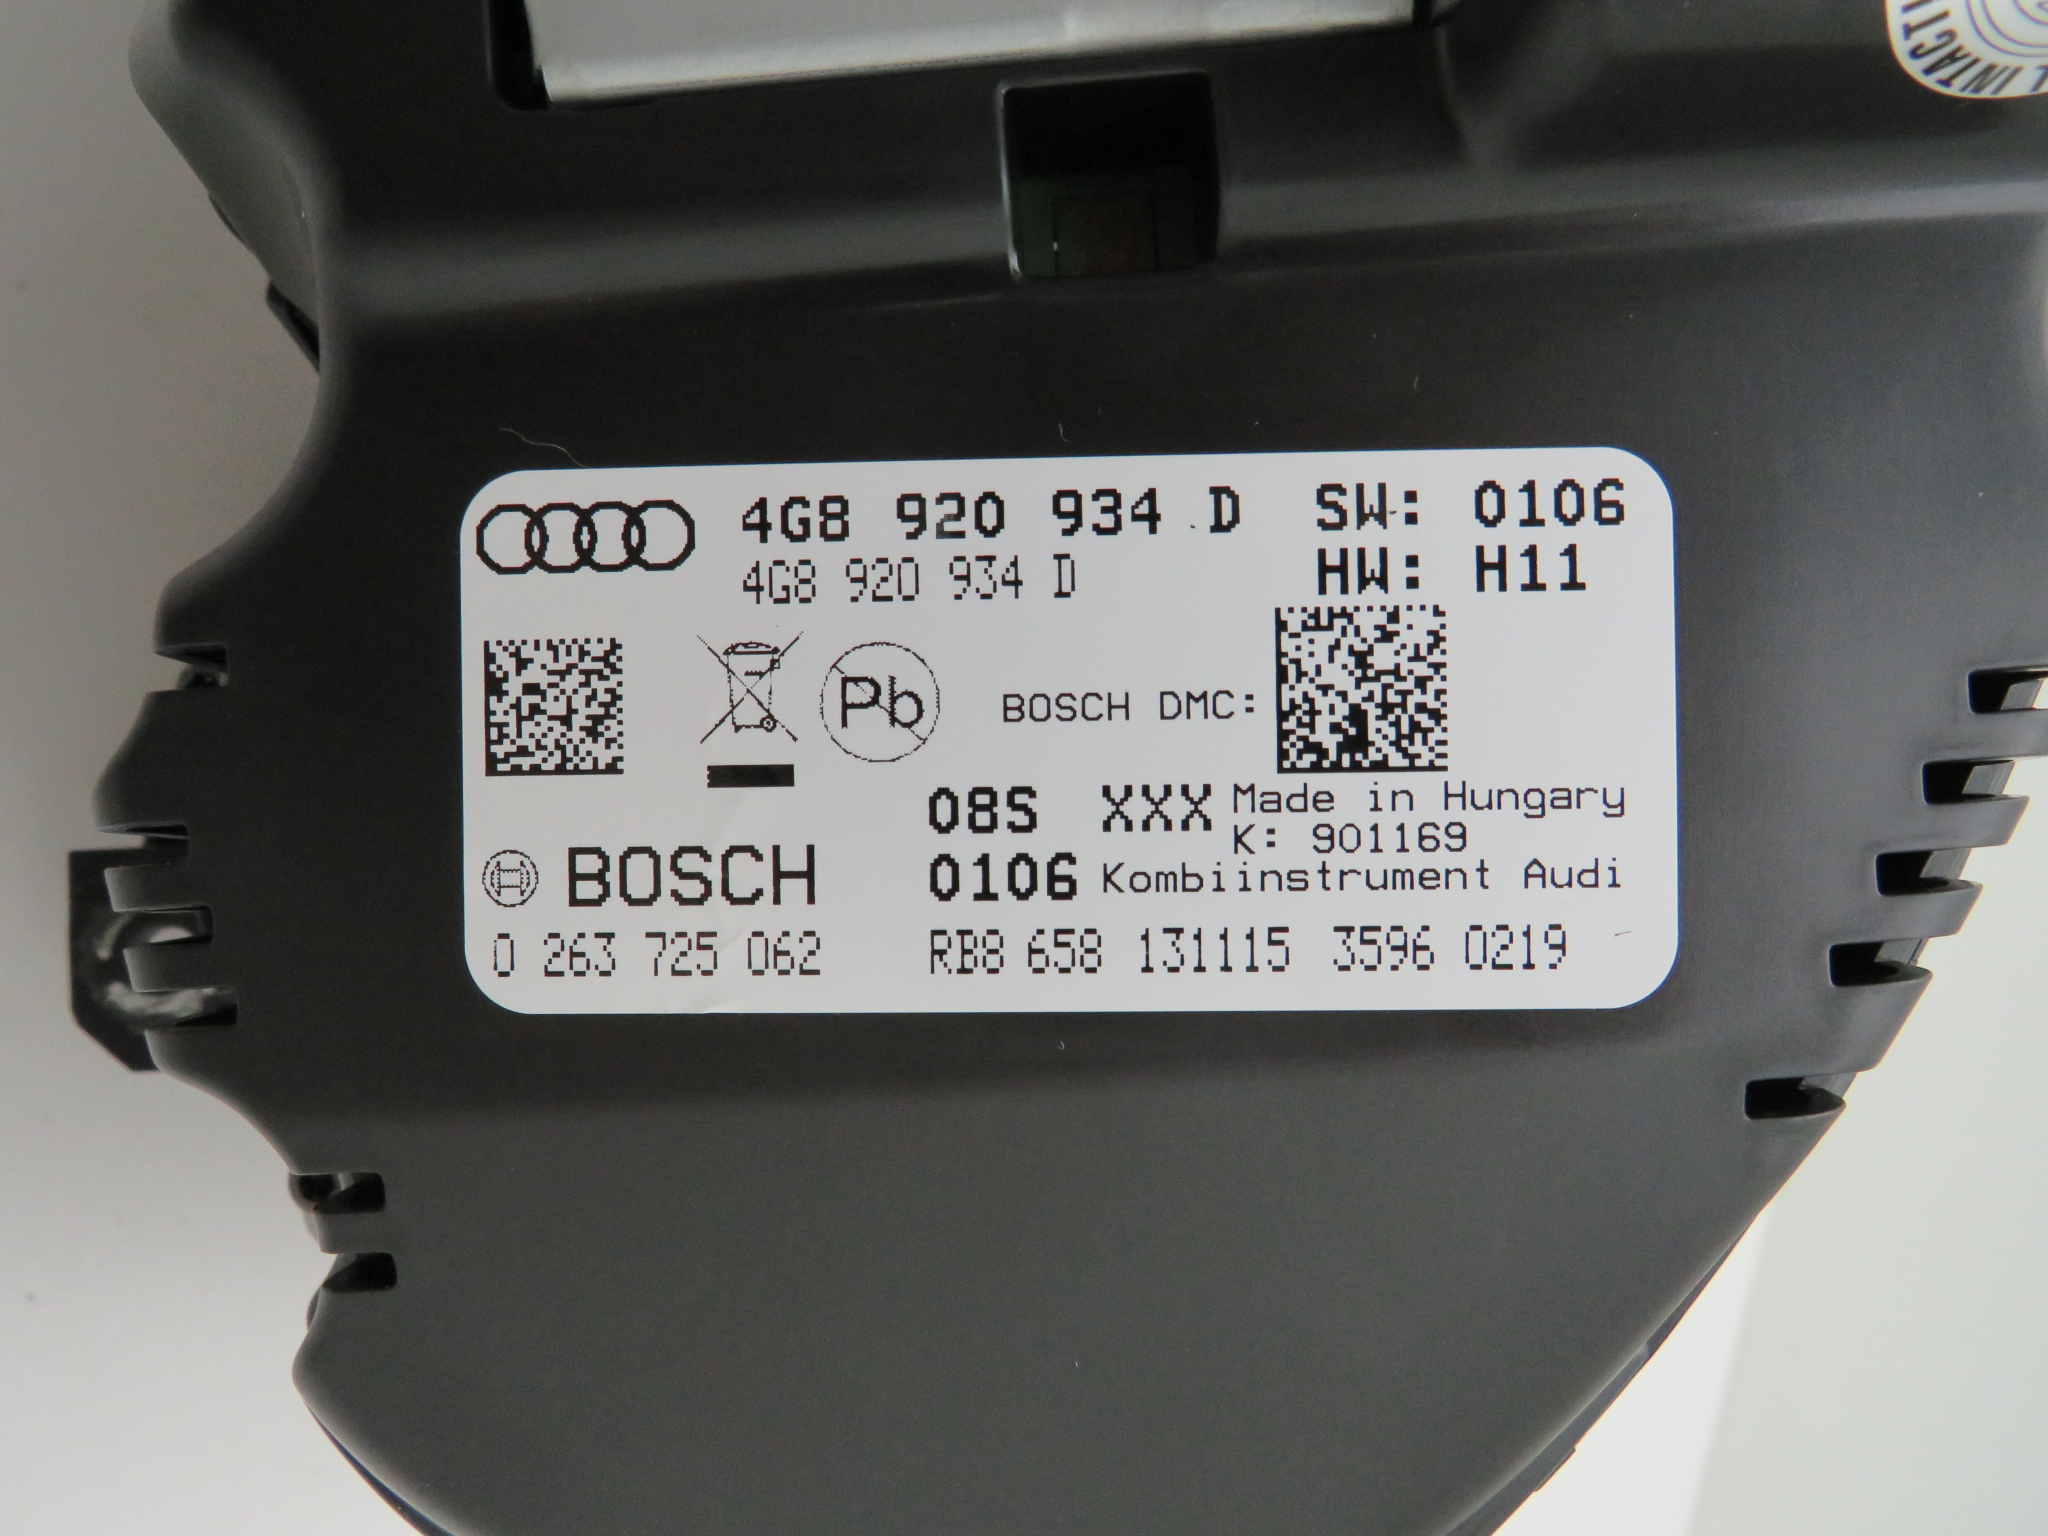 L INTACTI
4G8 920 934 D SW: 0106
4G8 920 934 D HW: H11
Pb BOSCH DMC:
08S XXX Made in Hungary
K: 901169
BOSCH 0106 Kombiinstrument Audi
0 263 725 062 RB8 658 131115 3596 0219